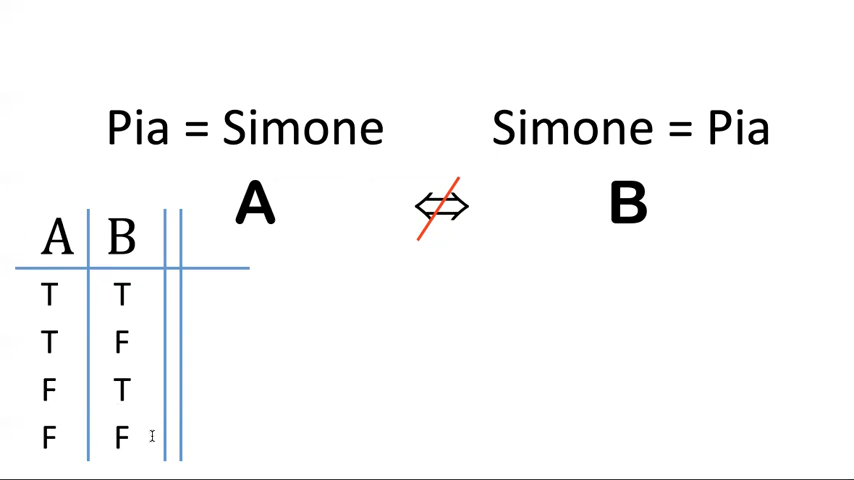 Pia = Simone Simone = Pia
A ⇎ B
A B
T T
T F
F T
F F